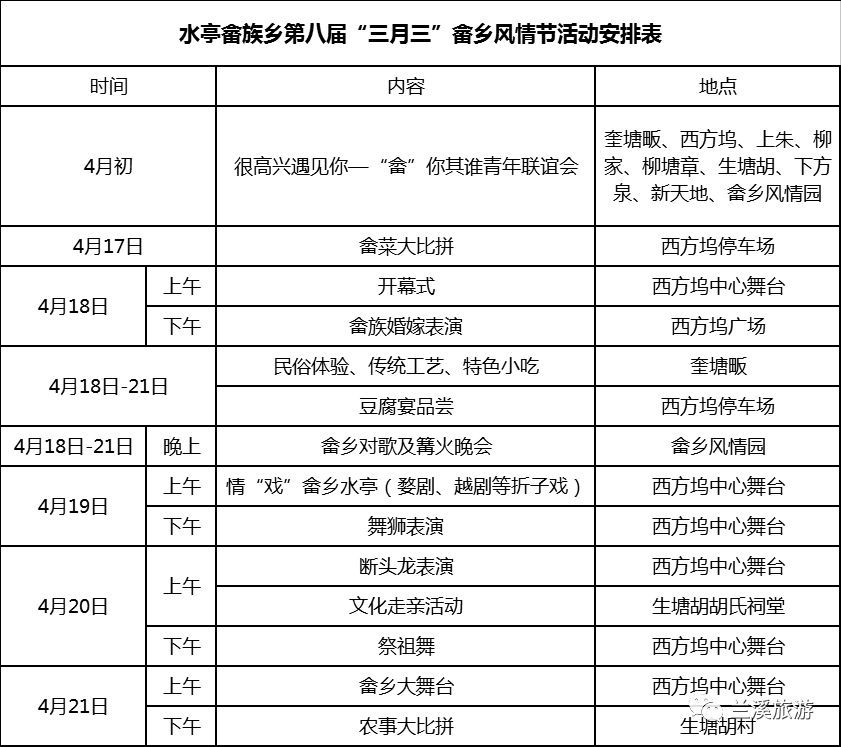 水亭畲族乡第八届“三月三”畲乡风情节活动安排表
时间 内容 地点
4月初 很高兴遇见你—“畲”你其谁青年联谊会 奎塘畈、西方坞、上朱、柳
家、柳塘章、生塘胡、下方
泉、新天地、畲乡风情园
4月17日 畲菜大比拼 西方坞停车场
4月18日 上午 开幕式 西方坞中心舞台
下午 畲族婚嫁表演 西方坞广场
4月18日-21日 民俗体验、传统工艺、特色小吃 奎塘畈
豆腐宴品尝 西方坞停车场
4月18日-21日 晚上 畲乡对歌及篝火晚会 畲乡风情园
4月19日 上午 情“戏”畲乡水亭（婺剧、越剧等折子戏） 西方坞中心舞台
下午 舞狮表演 西方坞中心舞台
4月20日 上午 断头龙表演 西方坞中心舞台
文化走亲活动 生塘胡胡氏祠堂
下午 祭祖舞 西方坞中心舞台
4月21日 上午 畲乡大舞台 西方坞中心舞台
下午 农事大比拼 生塘胡村
兰溪旅游